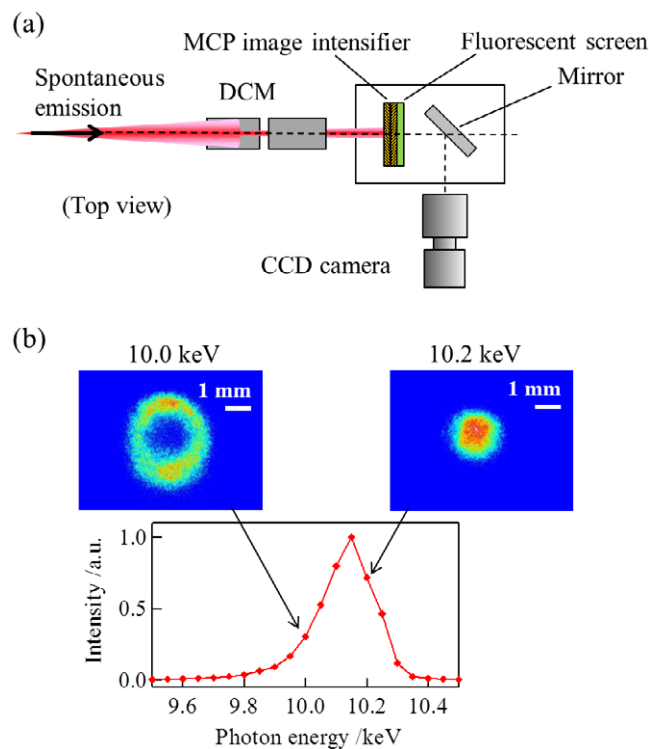 (a)
MCP image intensifier
Fluorescent screen
Mirror
Spontaneous
emission
DCM
(Top view)
CCD camera
(b)
10.0 keV
10.2 keV
1 mm
1 mm
Intensity /a.u.
1.0
0.5
0.0
9.6
9.8
10.0
10.2
10.4
Photon energy /keV